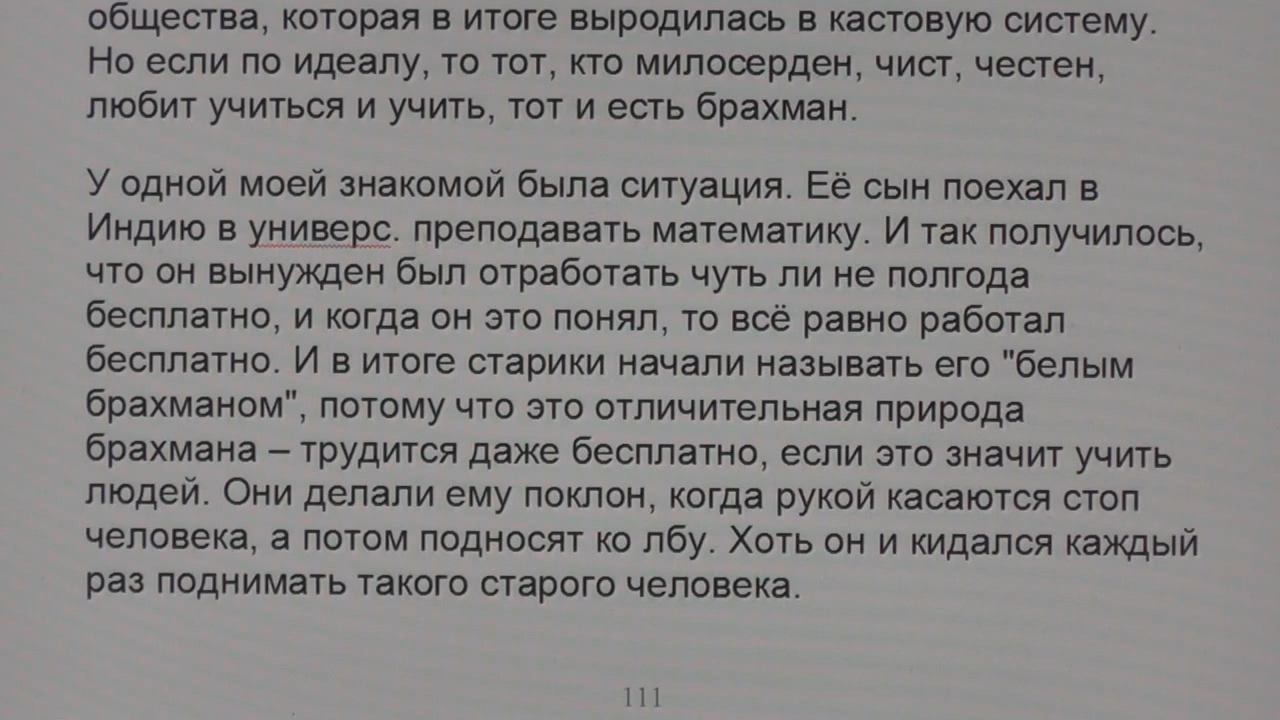 общества, которая в итоге выродилась в кастовую систему.
Но если по идеалу, то тот, кто милосерден, чист, честен,
любит учиться и учить, тот и есть брахман.
У одной моей знакомой была ситуация. Её сын поехал в
Индию в универс. преподавать математику. И так получилось,
что он вынужден был отработать чуть ли не полгода
бесплатно, и когда он это понял, то всё равно работал
бесплатно. И в итоге старики начали называть его "белым
брахманом", потому что это отличительная природа
брахмана – трудится даже бесплатно, если это значит учить
людей. Они делали ему поклон, когда рукой касаются стоп
человека, а потом подносят ко лбу. Хоть он и кидался каждый
раз поднимать такого старого человека.
111